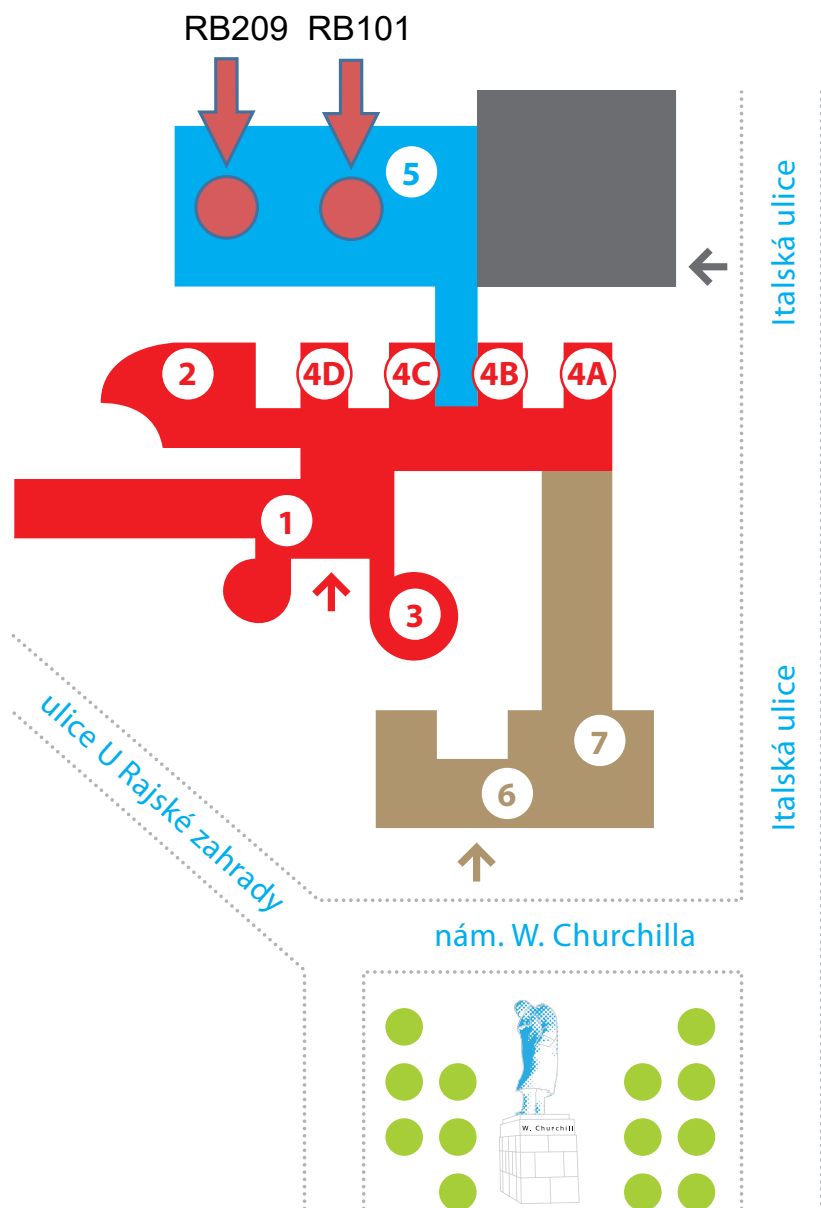 RB209 RB101
5
Italská ulice
2
4D
4C
4B
4A
1
3
ulice U Rajské zahrady
7
Italská ulice
6
nám. W. Churchilla
W. Churchill